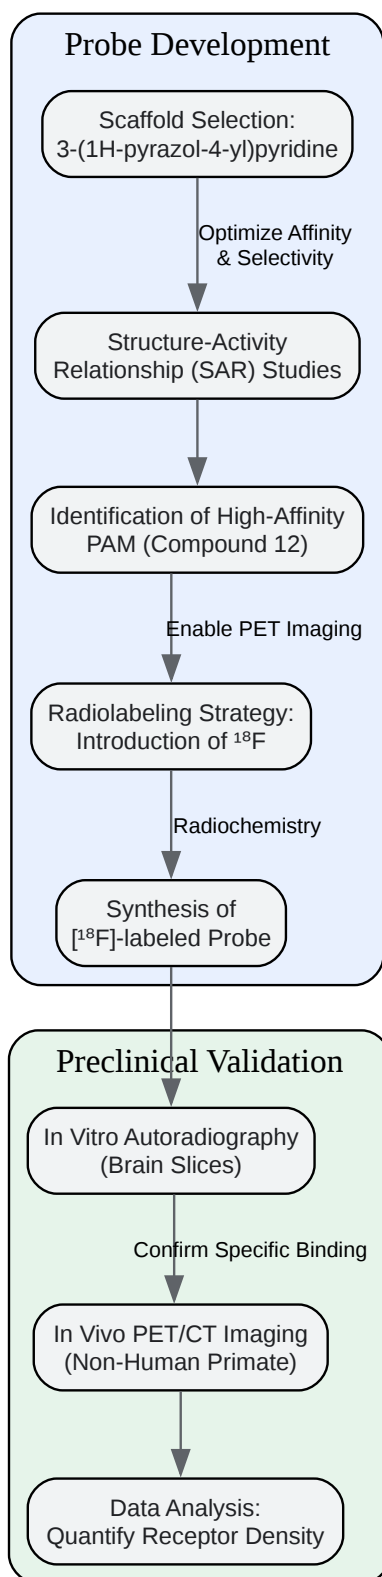 Probe Development
Scaffold Selection:
3-(1H-pyrazol-4-yl)pyridine
Optimize Affinity
& Selectivity
Structure-Activity
Relationship (SAR) Studies
Identification of High-Affinity
PAM (Compound 12)
Enable PET Imaging
Radiolabeling Strategy:
Introduction of ¹⁸F
Radiochemistry
Synthesis of
[¹⁸F]-labeled Probe
Preclinical Validation
In Vitro Autoradiography
(Brain Slices)
Confirm Specific Binding
In Vivo PET/CT Imaging
(Non-Human Primate)
Data Analysis:
Quantify Receptor Density